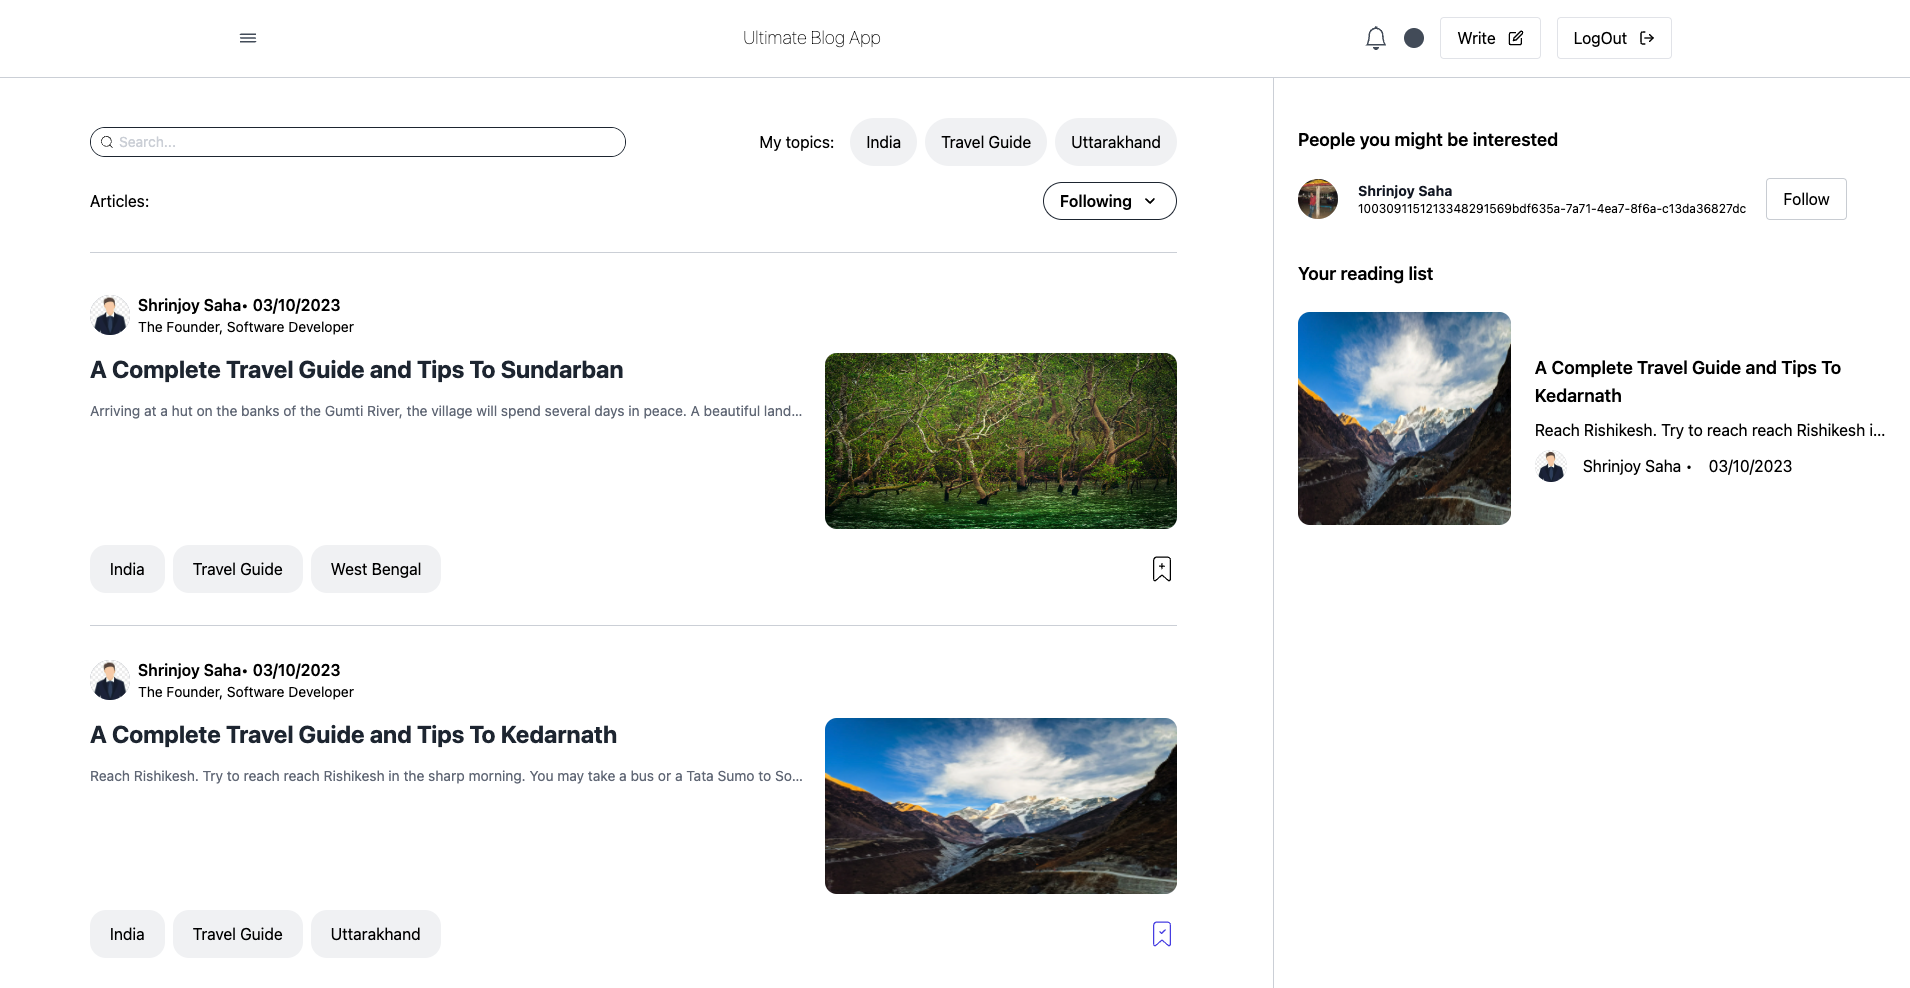 Ultimate Blog App
Write
LogOut
Search...
My topics:
India
Travel Guide
Uttarakhand
Articles:
Following
Shrinjoy Saha• 03/10/2023
The Founder, Software Developer
A Complete Travel Guide and Tips To Sundarban
Arriving at a hut on the banks of the Gumti River, the village will spend several days in peace. A beautiful land...
India
Travel Guide
West Bengal
Shrinjoy Saha• 03/10/2023
The Founder, Software Developer
A Complete Travel Guide and Tips To Kedarnath
Reach Rishikesh. Try to reach reach Rishikesh in the sharp morning. You may take a bus or a Tata Sumo to So...
India
Travel Guide
Uttarakhand
People you might be interested
Shrinjoy Saha
100309115121334829156​9bdf635a-7a71-4ea7-8f6a-c13da36827dc
Follow
Your reading list
A Complete Travel Guide and Tips To
Kedarnath
Reach Rishikesh. Try to reach reach Rishikesh i...
Shrinjoy Saha • 03/10/2023